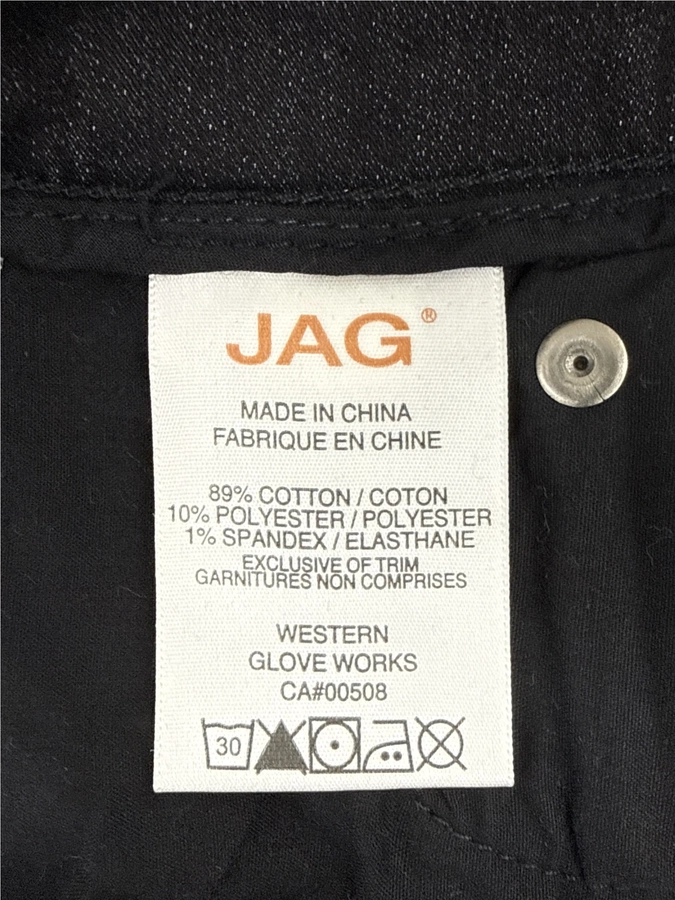 JAG®
MADE IN CHINA
FABRIQUE EN CHINE
89% COTTON / COTON
10% POLYESTER / POLYESTER
1% SPANDEX / ELASTHANE
EXCLUSIVE OF TRIM
GARNITURES NON COMPRISES
WESTERN
GLOVE WORKS
CA#00508
30